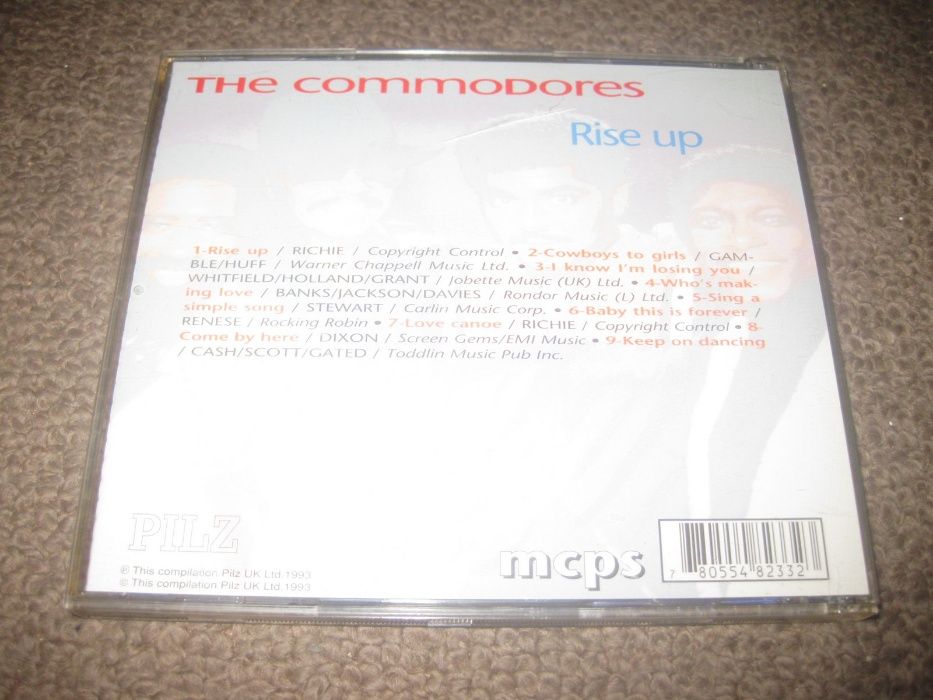 THE COMMODORES
Rise up
1-Rise up / RICHIE / Copyright Control • 2-Cowboys to girls / GAM-
BLE/HUFF / Warner Chappell Music Ltd. • 3-I know I'm losing you /
WHITFIELD/HOLLAND/GRANT / Jobette Music (UK) Ltd. • 4-Who's mak-
ing love / BANKS/JACKSON/DAVIES / Rondor Music (L) Ltd. • 5-Sing a
simple song / STEWART / Carlin Music Corp. • 6-Baby this is forever /
RENESE / Rocking Robin • 7-Love canoe / RICHIE / Copyright Control • 8-
Come by here / DIXON / Screen Gems/EMI Music • 9-Keep on dancing
/ CASH/SCOTT/GATED / Toddlin Music Pub Inc.
PILZ
℗ This compilation Pilz UK Ltd 1993
© This compilation Pilz UK Ltd 1993
mcps
7 80554 82332